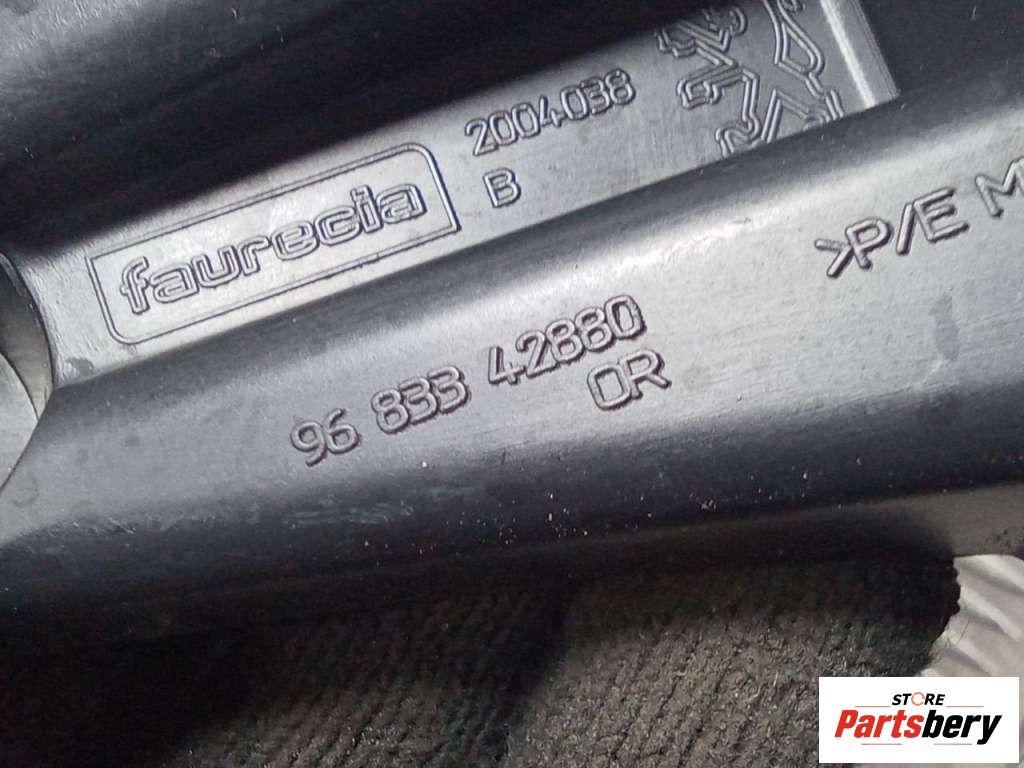 faurecia
2004038
B
96 833 42880
OR
>P/E M
STORE
Partsbery